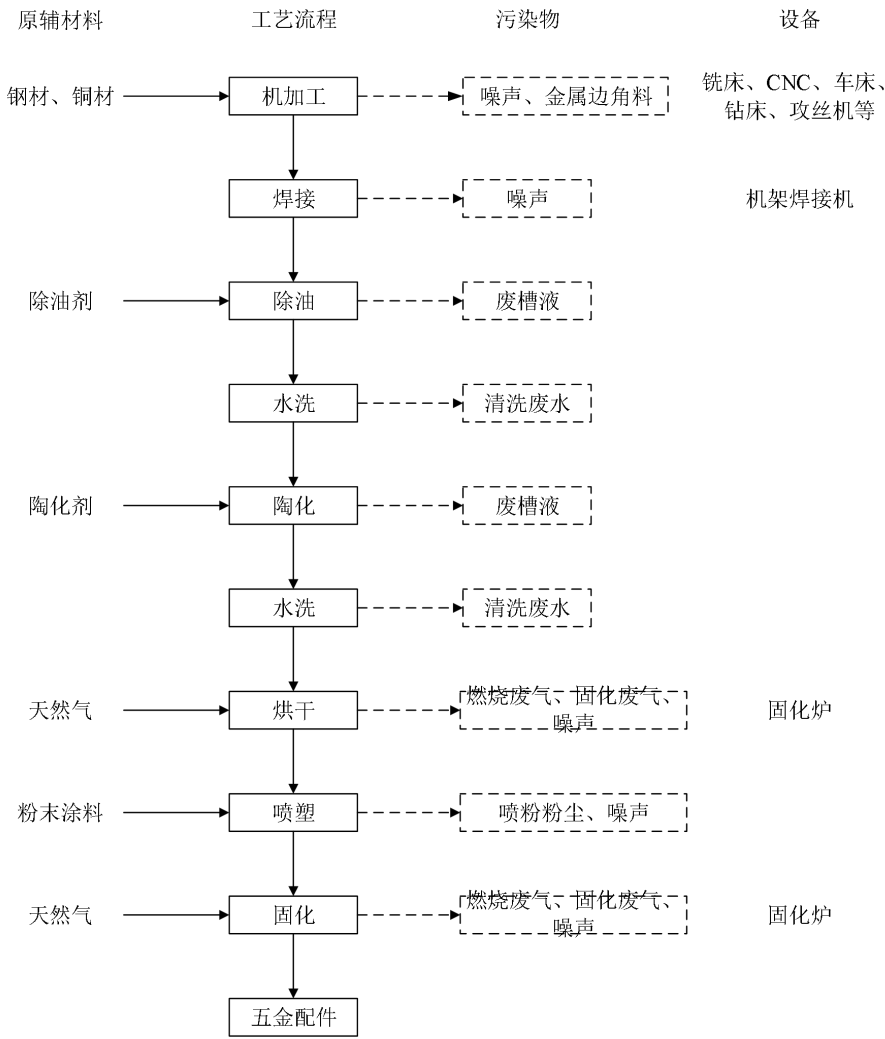 原辅材料 工艺流程 污染物 设备
钢材、铜材 机加工 噪声、金属边角料 铣床、CNC、车床、
钻床、攻丝机等
焊接 噪声 机架焊接机
除油剂 除油 废槽液
水洗 清洗废水
陶化剂 陶化 废槽液
水洗 清洗废水
天然气 烘干 燃烧废气、固化废气、
噪声 固化炉
粉末涂料 喷塑 喷粉粉尘、噪声
天然气 固化 燃烧废气、固化废气、
噪声 固化炉
五金配件